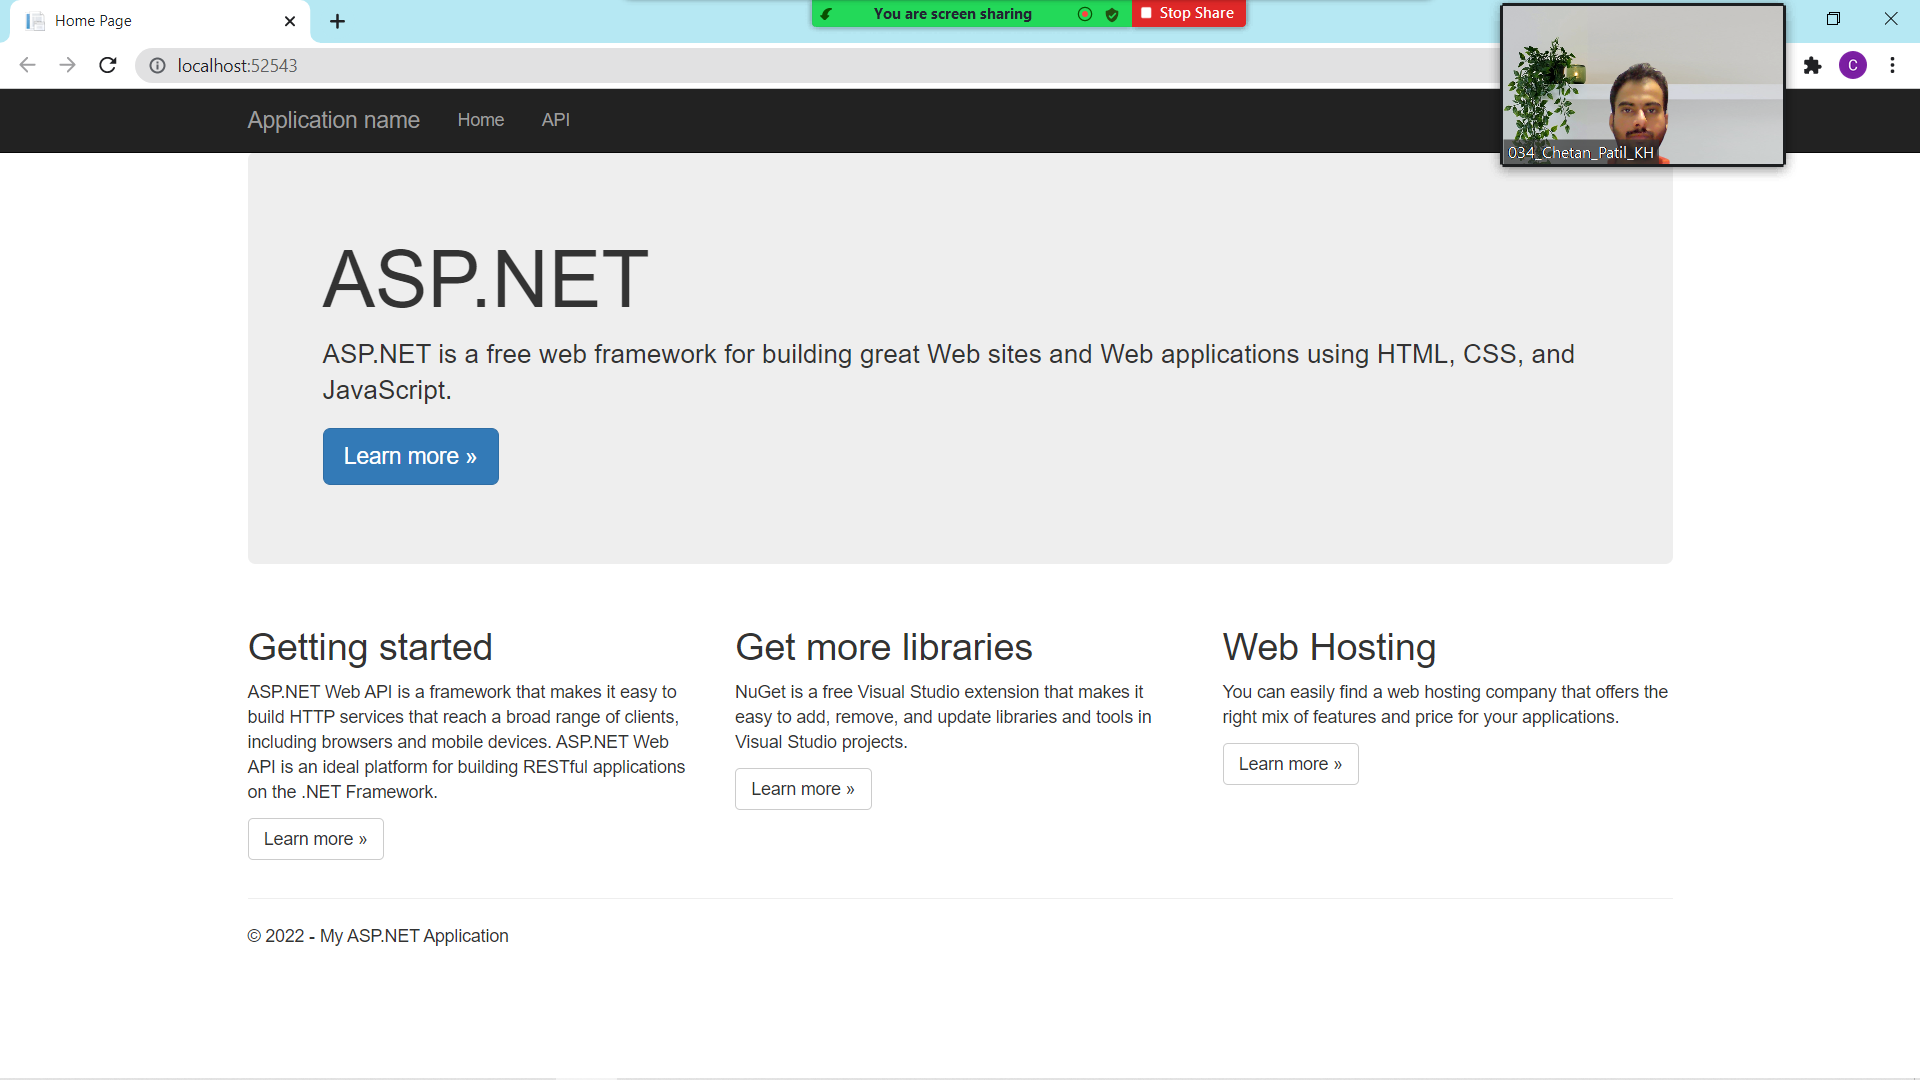 Home Page
You are screen sharing
Stop Share
localhost:52543
C
034_Chetan_Patil_KH
Application name
Home
API
ASP.NET
ASP.NET is a free web framework for building great Web sites and Web applications using HTML, CSS, and
JavaScript.
Learn more »
Getting started
ASP.NET Web API is a framework that makes it easy to
build HTTP services that reach a broad range of clients,
including browsers and mobile devices. ASP.NET Web
API is an ideal platform for building RESTful applications
on the .NET Framework.
Learn more »
Get more libraries
NuGet is a free Visual Studio extension that makes it
easy to add, remove, and update libraries and tools in
Visual Studio projects.
Learn more »
Web Hosting
You can easily find a web hosting company that offers the
right mix of features and price for your applications.
Learn more »
© 2022 - My ASP.NET Application